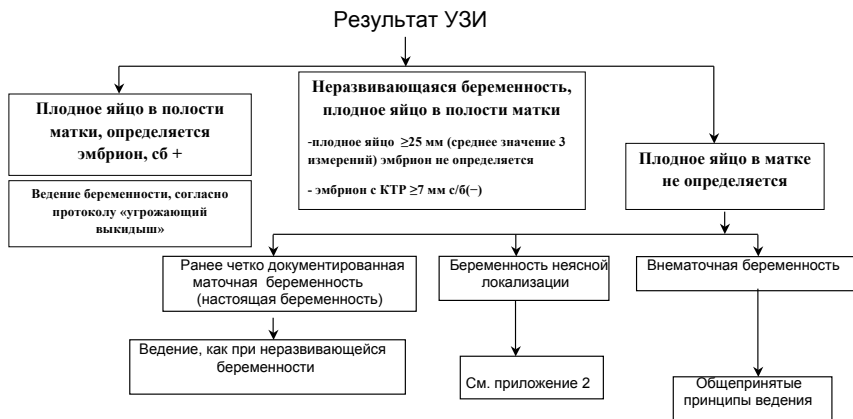 Результат УЗИ
Плодное яйцо в полости
матки, определяется
эмбрион, сб +
Ведение беременности, согласно
протоколу «угрожающий
выкидыш»
Неразвивающаяся беременность,
плодное яйцо в полости матки
-плодное яйцо ≥25 мм (среднее значение 3
измерений) эмбрион не определяется
- эмбрион с КТР ≥7 мм с/б(−)
Плодное яйцо в матке
не определяется
Ранее четко документированная
маточная беременность
(настоящая беременность)
Беременность неясной
локализации
Внематочная беременность
Ведение, как при неразвивающейся
беременности
См. приложение 2
Общепринятые
принципы ведения